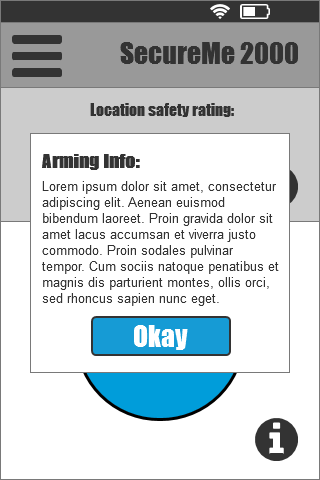 SecureMe 2000
Location safety rating:
Arming Info:
Lorem ipsum dolor sit amet, consectetur
adipiscing elit. Aenean euismod
bibendum laoreet. Proin gravida dolor sit
amet lacus accumsan et viverra justo
commodo. Proin sodales pulvinar
tempor. Cum sociis natoque penatibus et
magnis dis parturient montes, ollis orci,
sed rhoncus sapien nunc eget.
Okay